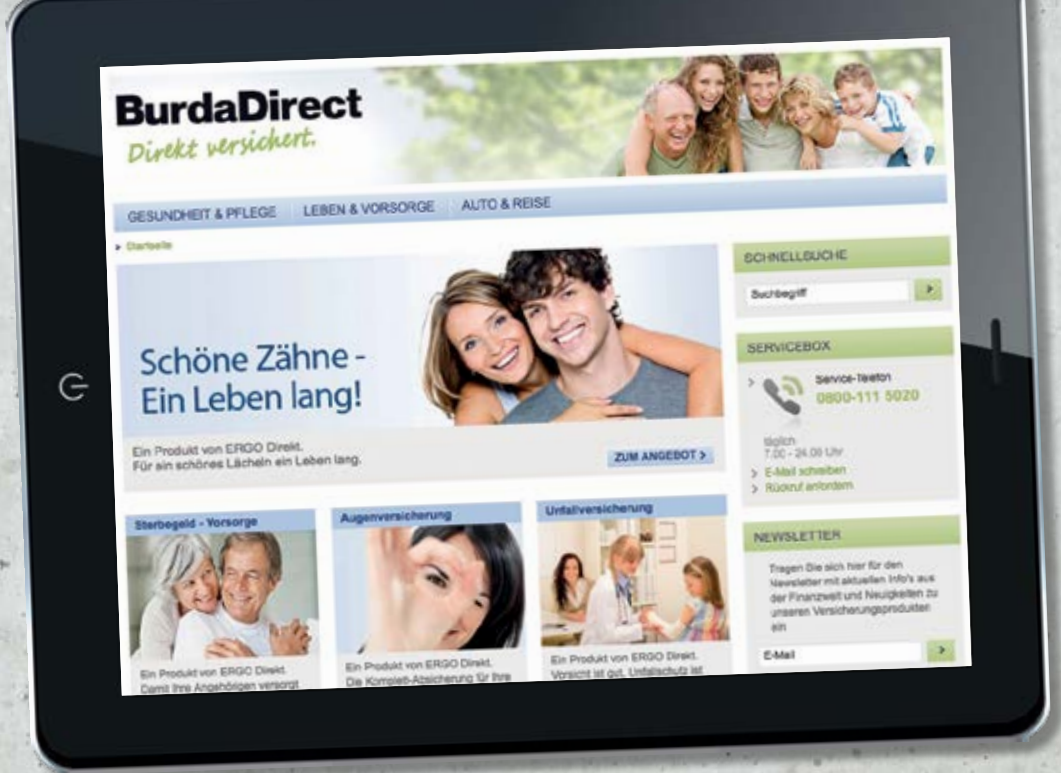 BurdaDirect
Direkt versichert.
GESUNDHEIT & PFLEGE LEBEN & VORSORGE AUTO & REISE
Startseite
Schöne Zähne -
Ein Leben lang!
Ein Produkt von ERGO Direkt.
Für ein schönes Lächeln ein Leben lang.
ZUM ANGEBOT >
Sterbegeld - Vorsorge
Ein Produkt von ERGO Direkt.
Damit Ihre Angehörigen versorgt
Augenversicherung
Ein Produkt von ERGO Direkt.
Die Komplett-Absicherung für Ihre
Unfallversicherung
Ein Produkt von ERGO Direkt.
Vorsicht ist gut, Unfallschutz ist
SCHNELLSUCHE
Suchbegriff
SERVICEBOX
Service-Telefon
0800-111 5020
täglich
7.00 - 24.00 Uhr
E-Mail schreiben
Rückruf anfordern
NEWSLETTER
Tragen Sie sich hier für den
Newsletter mit aktuellen Info's aus
der Finanzwelt und Neuigkeiten zu
unseren Versicherungsprodukten
ein
E-Mail